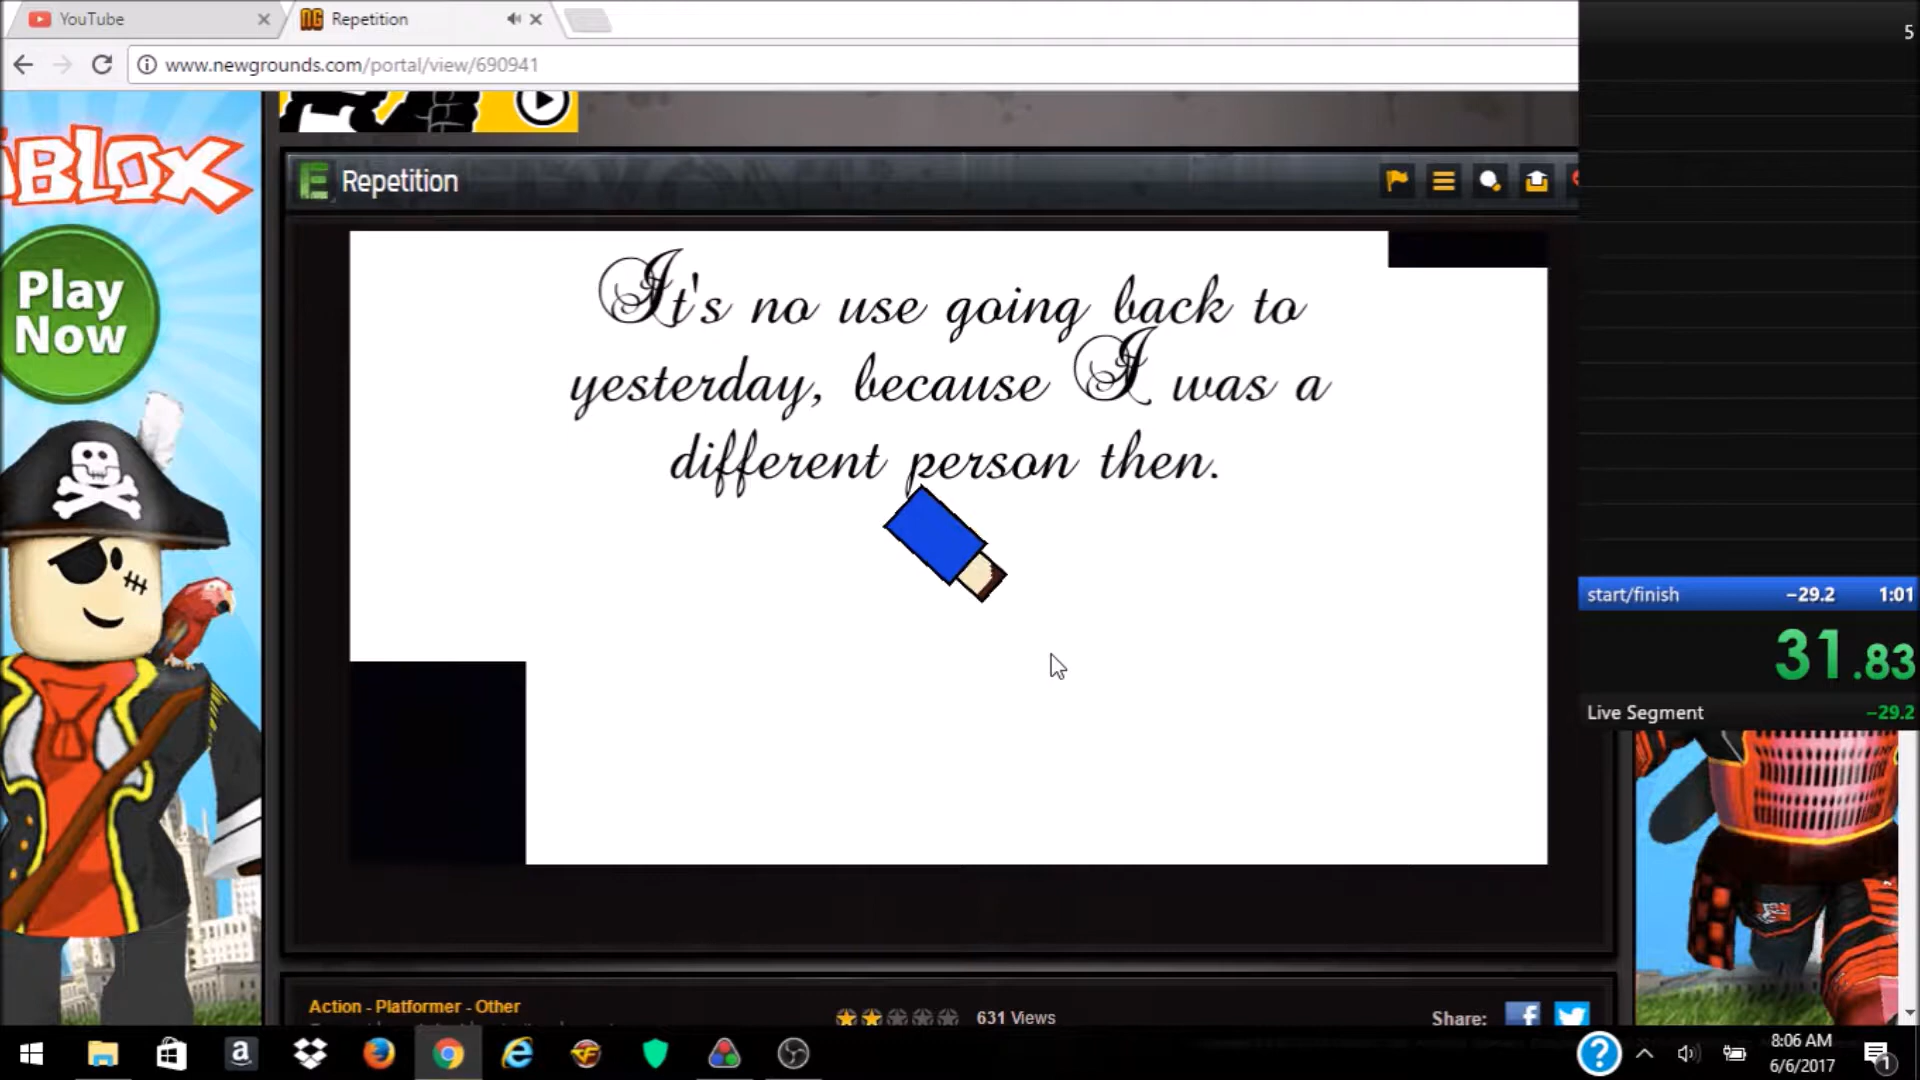 YouTube
Repetition
5
www.newgrounds.com/portal/view/690941
BLOX
Play
Now
E Repetition
It's no use going back to
yesterday, because I was a
different person then.
start/finish -29.2 1:01
31.83
Live Segment -29.2
Action - Platformer - Other
631 Views
Share:
8:06 AM
6/6/2017
1